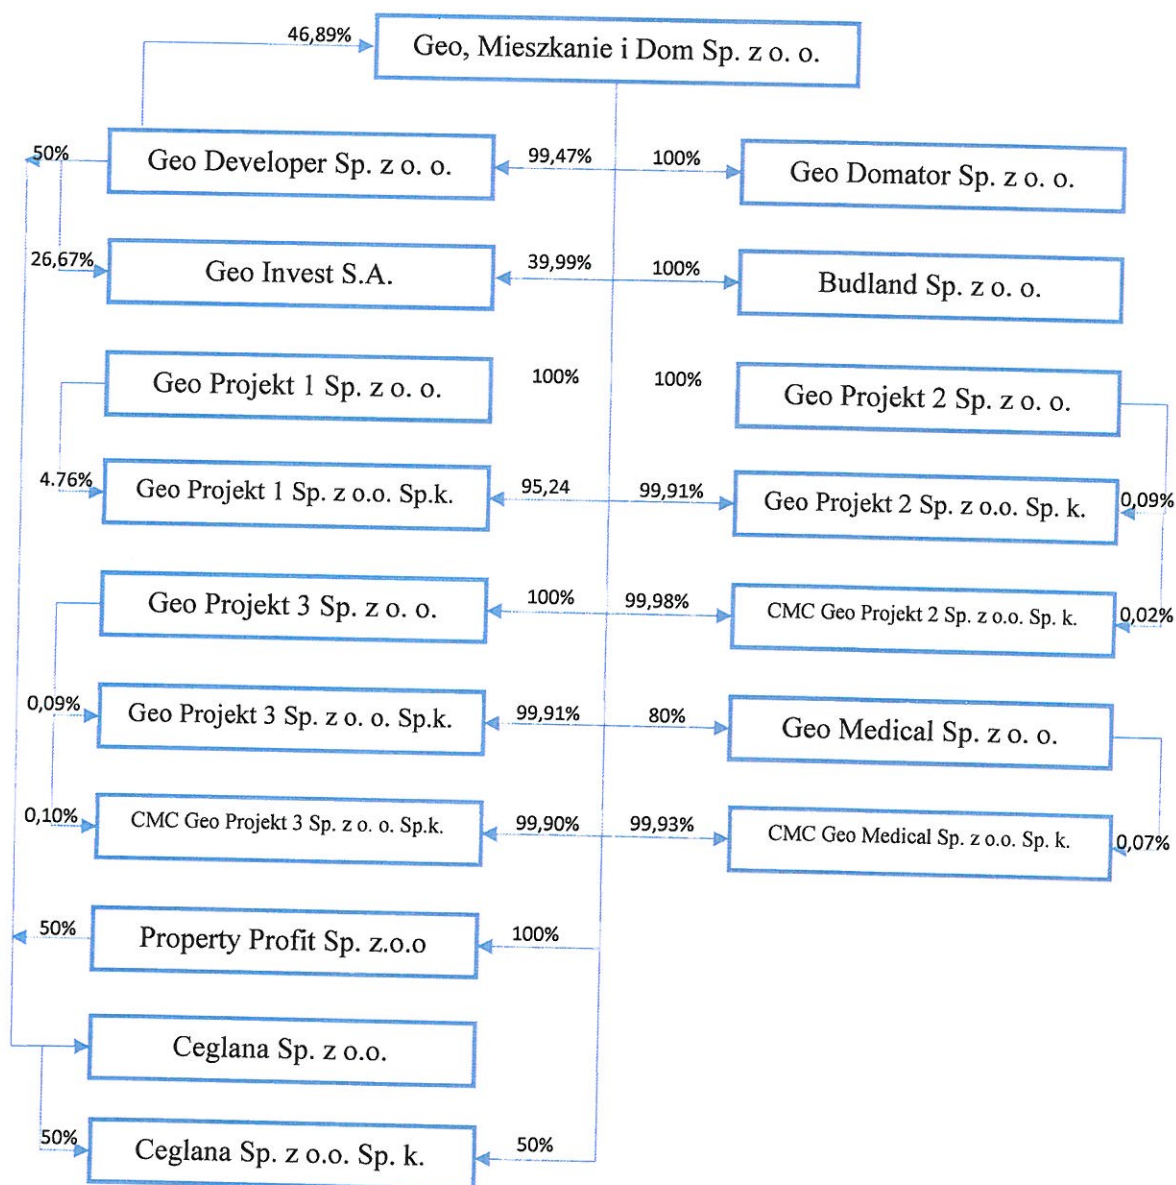 46,89%
Geo, Mieszkanie i Dom Sp. z o. o.
50%
Geo Developer Sp. z o. o.
99,47%
100%
Geo Domator Sp. z o. o.
26,67%
Geo Invest S.A.
39,99%
100%
Budland Sp. z o. o.
Geo Projekt 1 Sp. z o. o.
100%
100%
Geo Projekt 2 Sp. z o. o.
4.76%
Geo Projekt 1 Sp. z o.o. Sp.k.
95,24
99,91%
Geo Projekt 2 Sp. z o.o. Sp. k.
0,09%
Geo Projekt 3 Sp. z o. o.
100%
99,98%
CMC Geo Projekt 2 Sp. z o.o. Sp. k.
0,02%
0,09%
Geo Projekt 3 Sp. z o. o. Sp.k.
99,91%
80%
Geo Medical Sp. z o. o.
0,10%
CMC Geo Projekt 3 Sp. z o. o. Sp.k.
99,90%
99,93%
CMC Geo Medical Sp. z o.o. Sp. k.
0,07%
50%
Property Profit Sp. z.o.o
100%
Ceglana Sp. z o.o.
50%
Ceglana Sp. z o.o. Sp. k.
50%